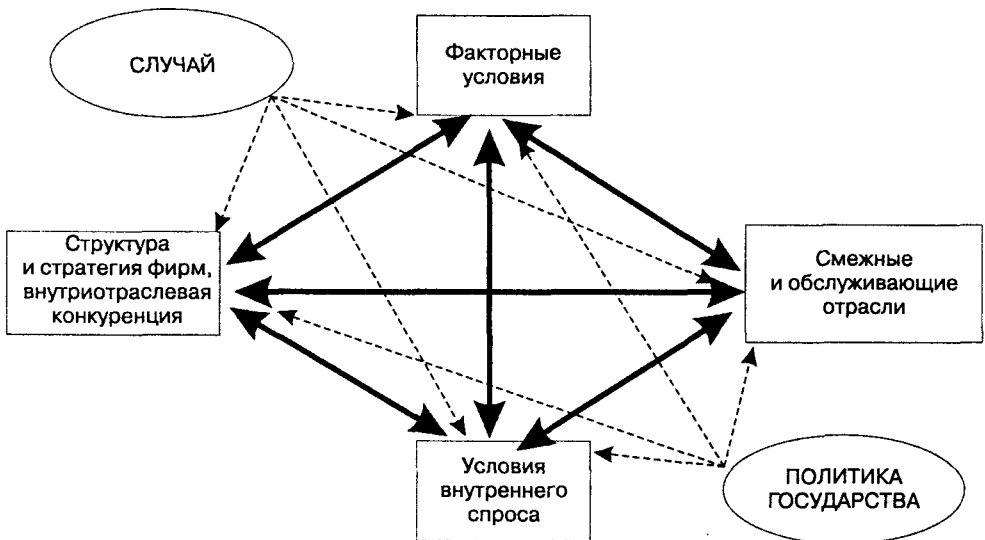 СЛУЧАЙ
Факторные
условия
Структура
и стратегия фирм,
внутриотраслевая
конкуренция
Смежные
и обслуживающие
отрасли
Условия
внутреннего
спроса
ПОЛИТИКА
ГОСУДАРСТВА